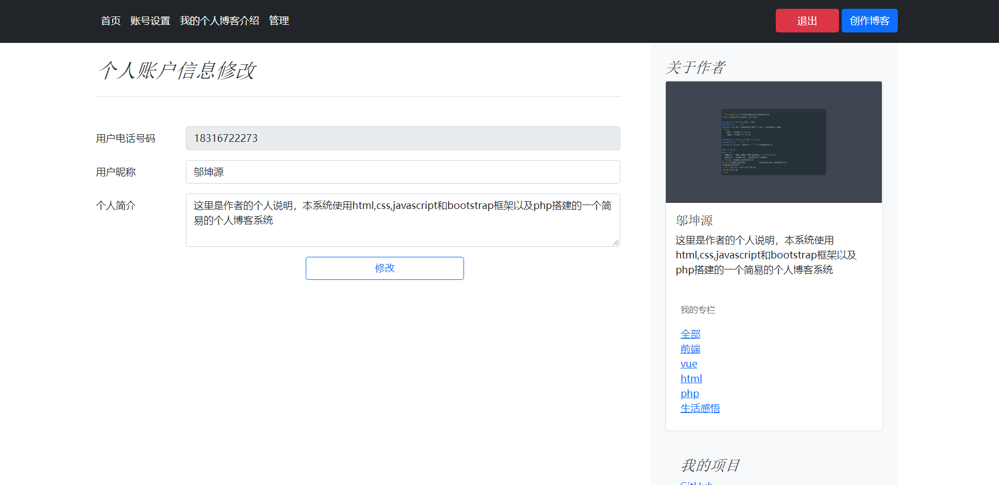 首页 账号设置 我的个人博客介绍 管理 退出 创作博客
个人账户信息修改
用户电话号码 18316722273
用户昵称 邬坤源
个人简介 这里是作者的个人说明，本系统使用html,css,javascript和bootstrap框架以及php搭建的一个简
易的个人博客系统
修改
关于作者
邬坤源
这里是作者的个人说明，本系统使用
html,css,javascript和bootstrap框架以及
php搭建的一个简易的个人博客系统
我的专栏
全部
前端
vue
html
php
生活感悟
我的项目
GitHub